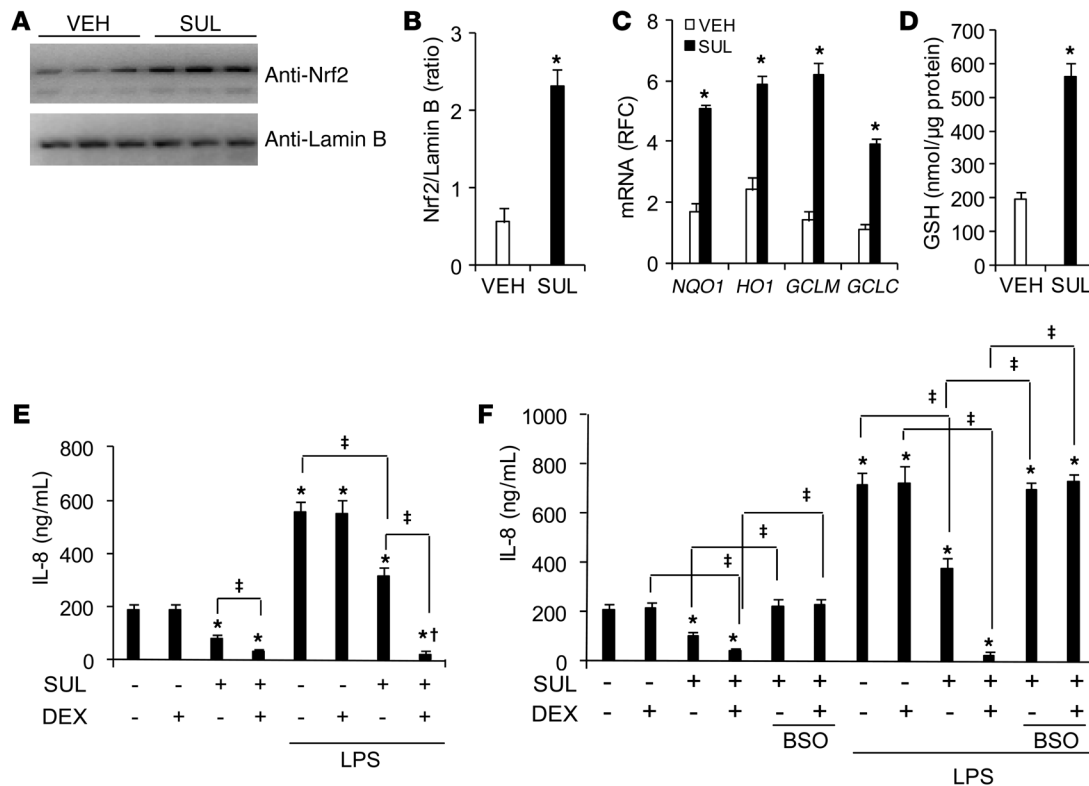 A
VEH SUL
Anti-Nrf2
Anti-Lamin B
B
Nrf2/Lamin B (ratio)
3
2
1
0
*
VEH SUL
C
mRNA (RFC)
8
6
4
2
0
VEH
SUL
* * * *
NQO1 HO1 GCLM GCLC
D
GSH (nmol/µg protein)
700
600
500
400
300
200
100
0
*
VEH SUL
E
IL-8 (ng/mL)
800
600
400
200
0
‡ ‡ ‡
* * * * * *†
SUL - - + + - - + +
DEX - + - + - + - +
LPS
F
IL-8 (ng/mL)
1000
800
600
400
200
0
‡ ‡ ‡ ‡ ‡ ‡ ‡
* * * * * * * *
SUL - - + + + + - - + + + +
DEX - + - + - + - + - + - +
BSO BSO
LPS